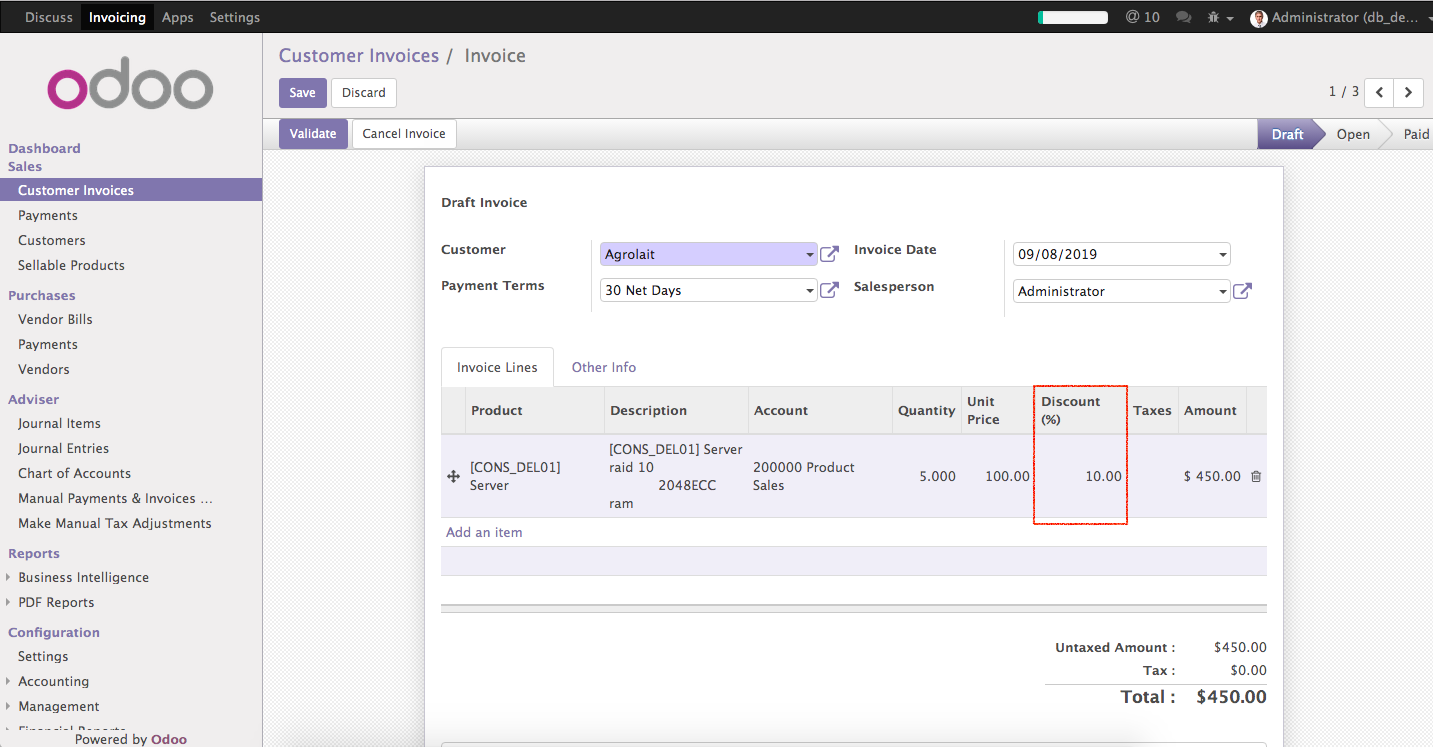 Discuss Invoicing Apps Settings
@ 10 Administrator (db_de...
odoo
Dashboard
Sales
Customer Invoices
Payments
Customers
Sellable Products
Purchases
Vendor Bills
Payments
Vendors
Adviser
Journal Items
Journal Entries
Chart of Accounts
Manual Payments & Invoices ...
Make Manual Tax Adjustments
Reports
Business Intelligence
PDF Reports
Configuration
Settings
Accounting
Management
Financial Reports
Powered by Odoo
Customer Invoices / Invoice
Save Discard
1 / 3
Validate Cancel Invoice
Draft Open Paid
Draft Invoice
Customer Agrolait Invoice Date 09/08/2019
Payment Terms 30 Net Days Salesperson Administrator
Invoice Lines Other Info
Product Description Account Quantity Unit
Price Discount
(%) Taxes Amount
[CONS_DEL01]
Server
[CONS_DEL01] Server
raid 10
2048ECC
ram
200000 Product
Sales
5.000 100.00 10.00 $ 450.00
Add an item
Untaxed Amount : $450.00
Tax : $0.00
Total : $450.00